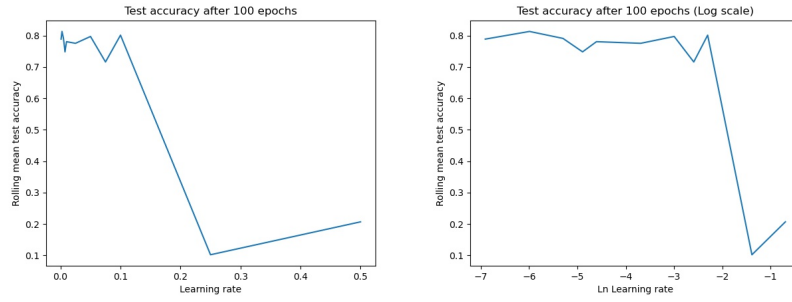 Test accuracy after 100 epochs
Rolling mean test accuracy
0.8
0.7
0.6
0.5
0.4
0.3
0.2
0.1
0.0 0.1 0.2 0.3 0.4 0.5
Learning rate
Test accuracy after 100 epochs (Log scale)
Rolling mean test accuracy
0.8
0.7
0.6
0.5
0.4
0.3
0.2
0.1
−7 −6 −5 −4 −3 −2 −1
Ln Learning rate